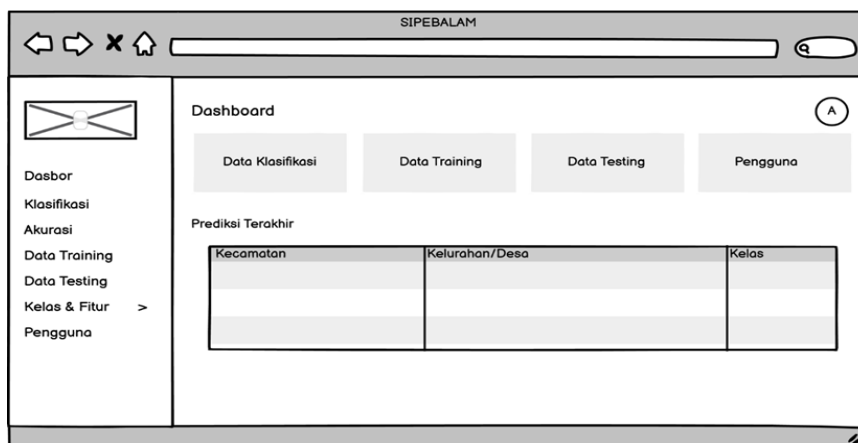 SIPEBALAM
Dashboard
A
Data Klasifikasi
Data Training
Data Testing
Pengguna
Dasbor
Klasifikasi
Akurasi
Data Training
Data Testing
Kelas & Fitur >
Pengguna
Prediksi Terakhir
Kecamatan
Kelurahan/Desa
Kelas